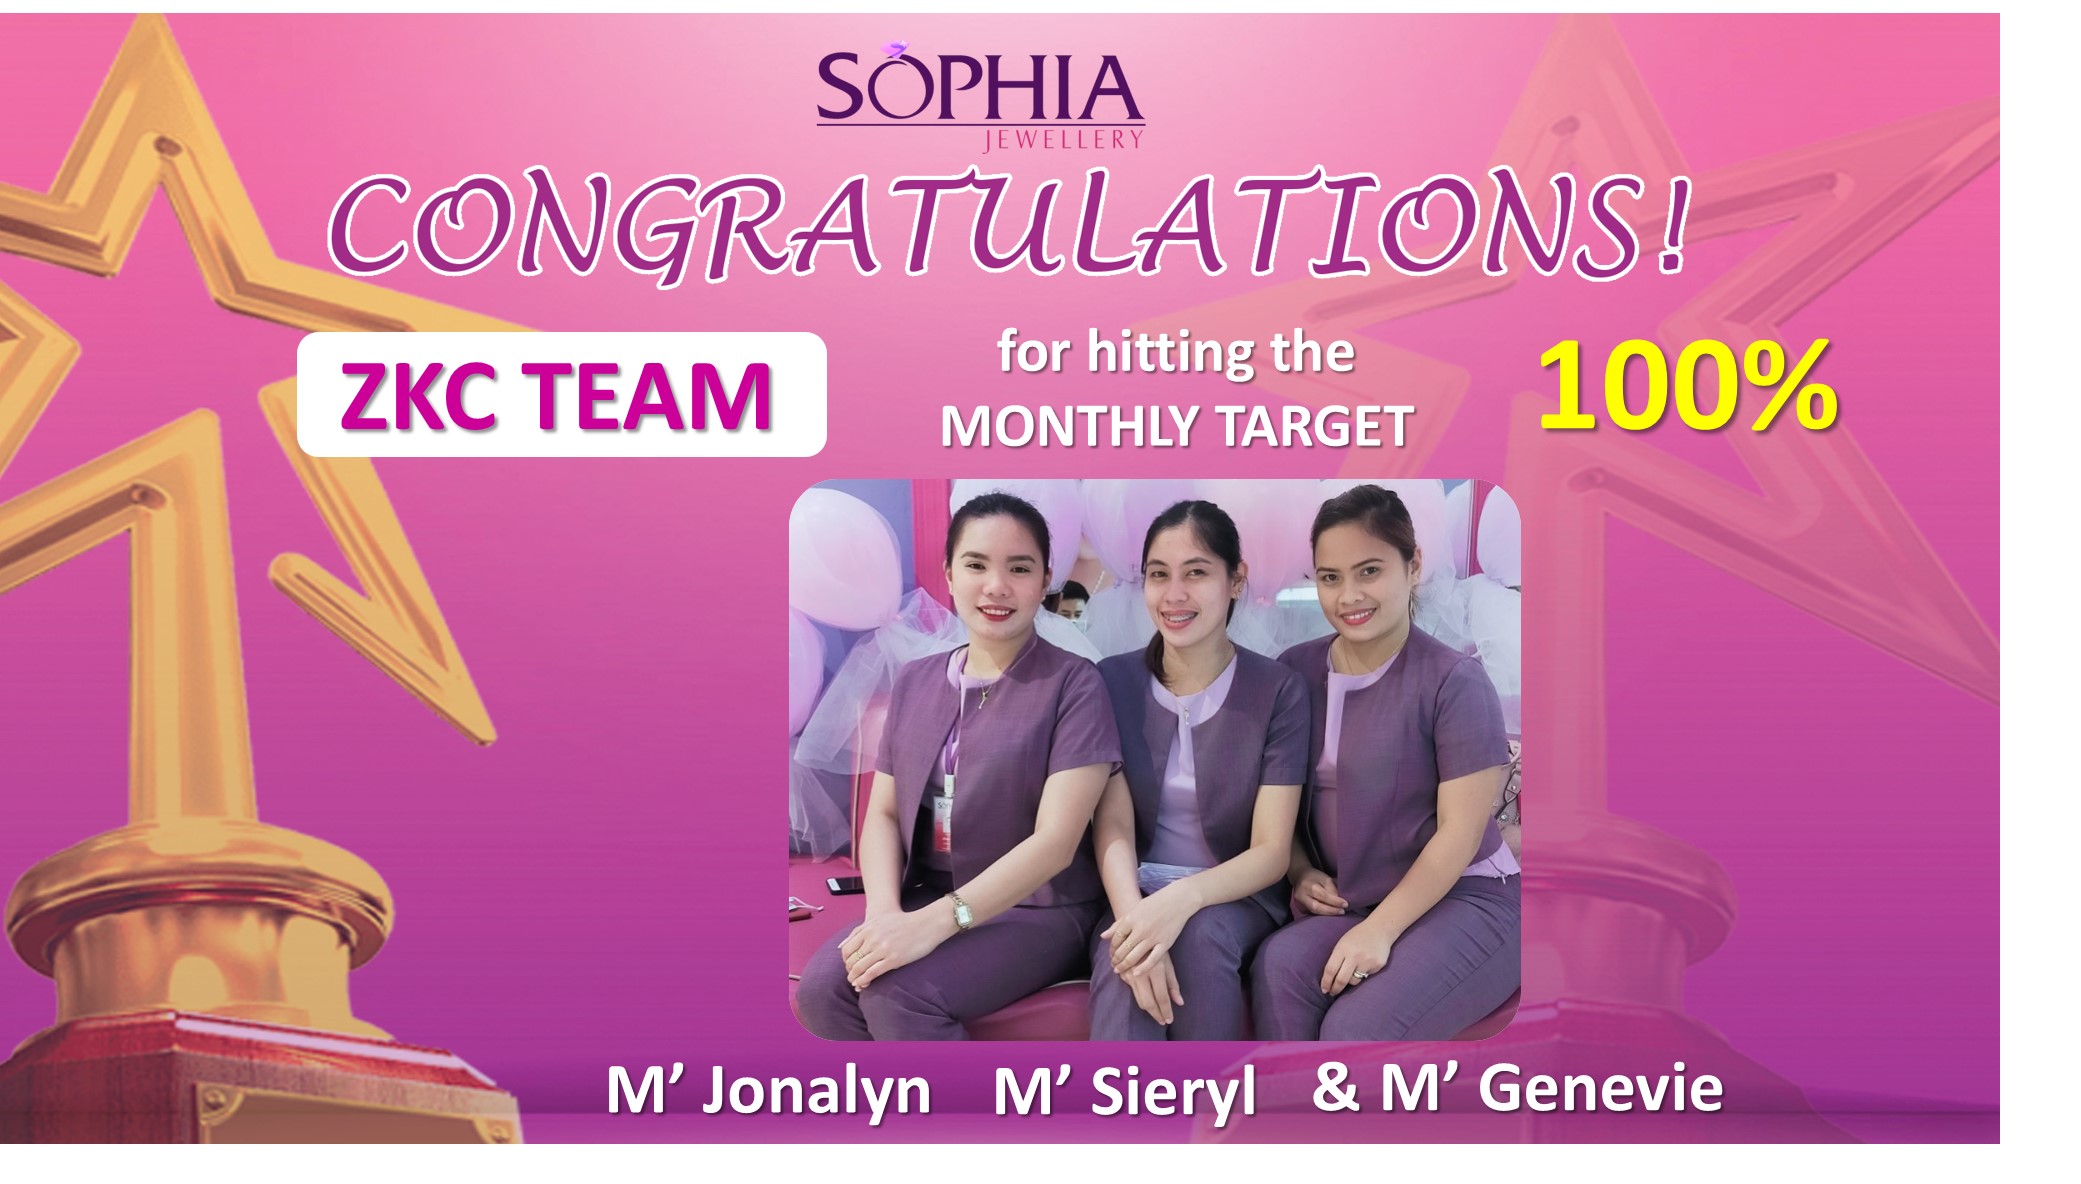 SOPHIA
JEWELLERY
CONGRATULATIONS!
ZKC TEAM
for hitting the
MONTHLY TARGET
100%
M’ Jonalyn M’ Sieryl & M’ Genevie